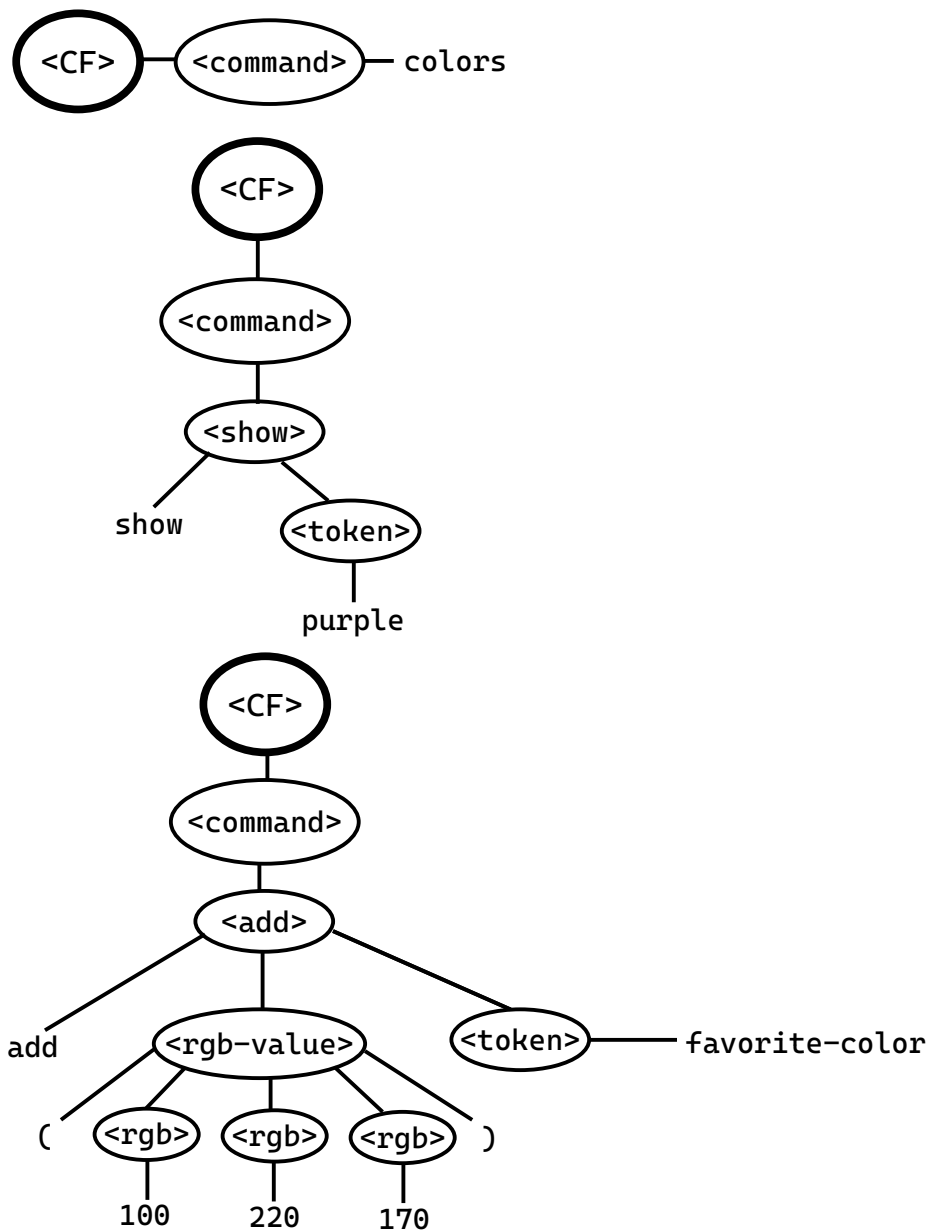 <CF> <command> colors
<CF>
<command>
<show>
show <token>
purple
<CF>
<command>
<add>
add <rgb-value> <token> favorite-color
( <rgb> <rgb> <rgb> )
100 220 170